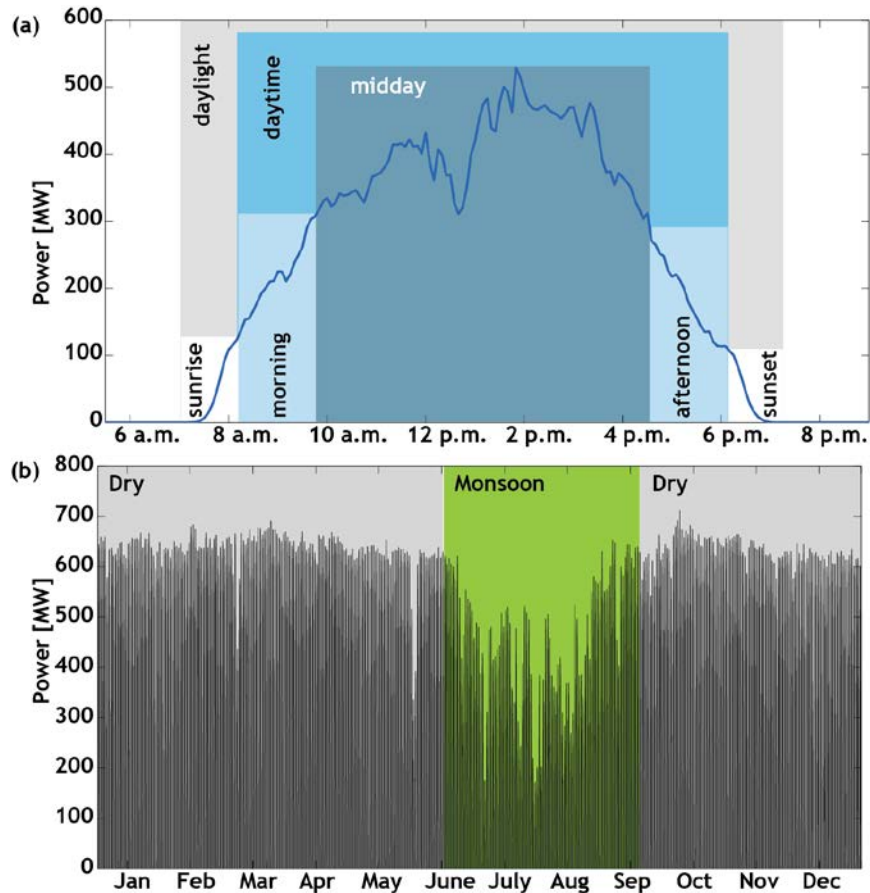 (a)
600
500
400
300
200
100
0
Power [MW]
daylight
daytime
midday
sunrise
morning
afternoon
sunset
6 a.m. 8 a.m. 10 a.m. 12 p.m. 2 p.m. 4 p.m. 6 p.m. 8 p.m.
(b)
800
700
600
500
400
300
200
100
0
Power [MW]
Dry Monsoon Dry
Jan Feb Mar Apr May June July Aug Sep Oct Nov Dec